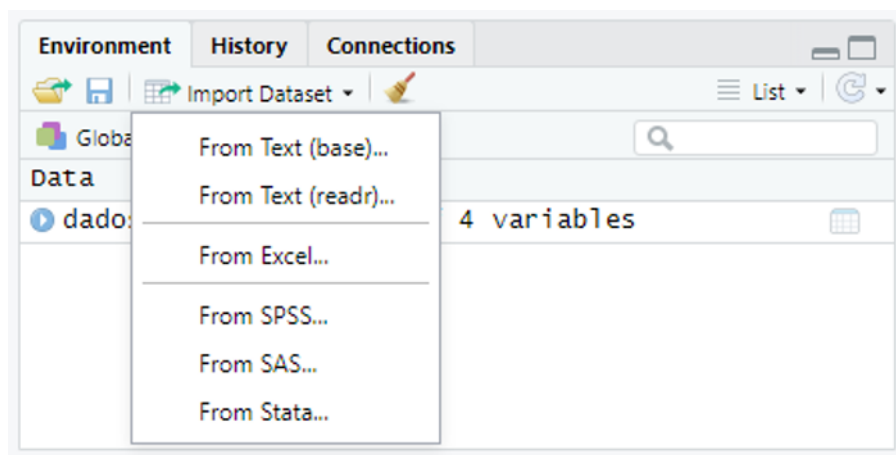 Environment History Connections
Import Dataset List
Globa
Data
dados 4 variables
From Text (base)...
From Text (readr)...
From Excel...
From SPSS...
From SAS...
From Stata...